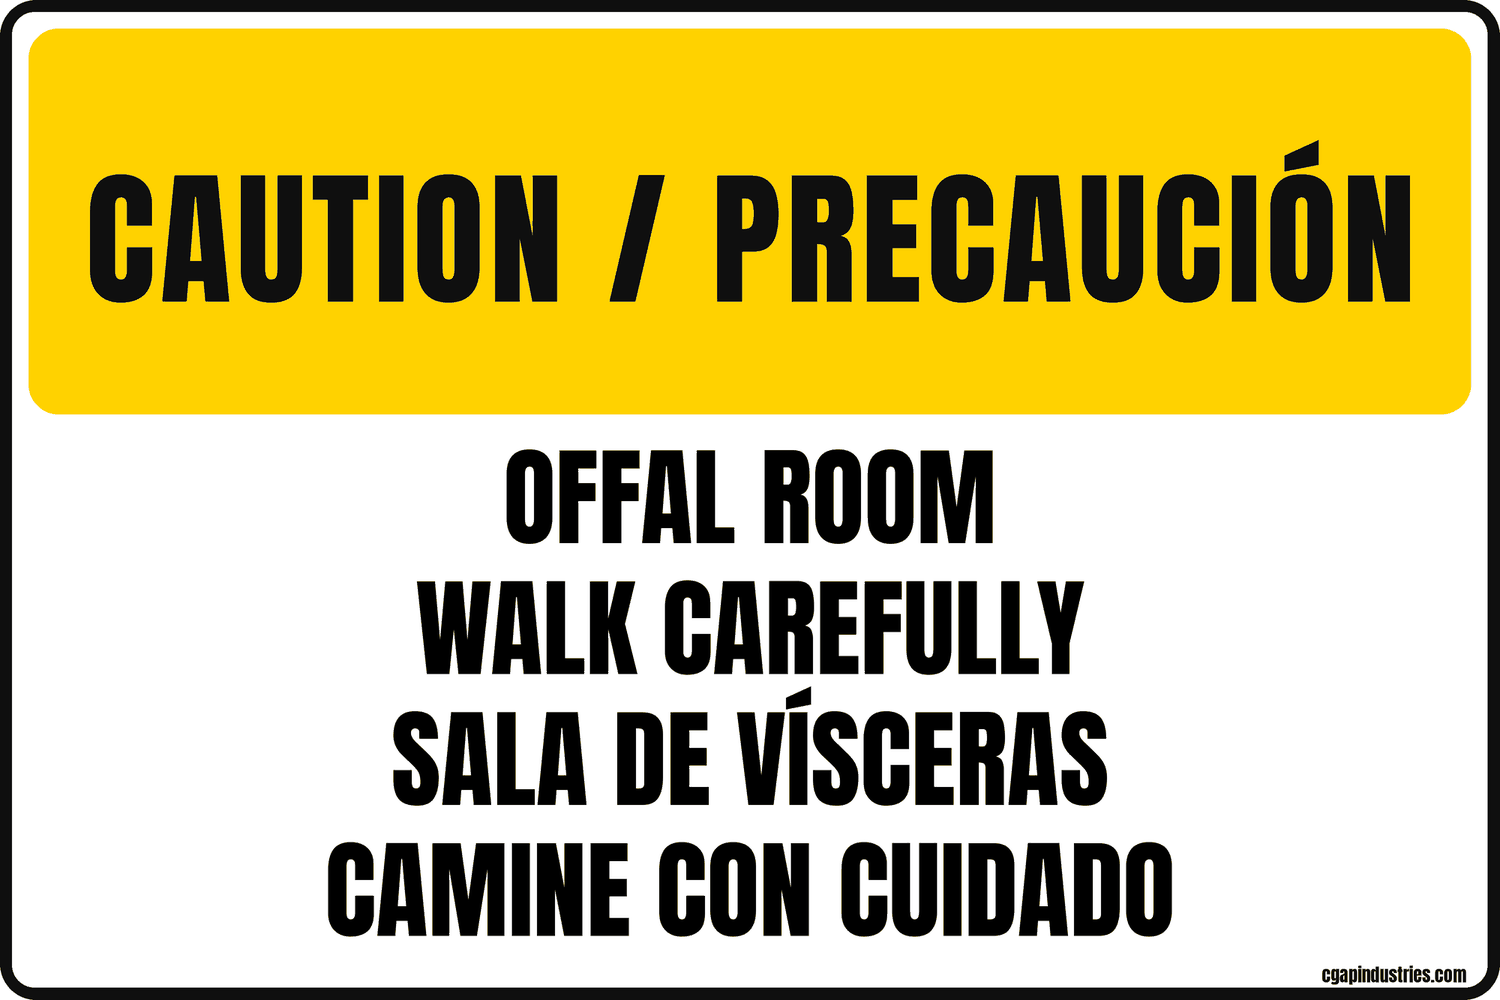 CAUTION / PRECAUCIÓN
OFFAL ROOM
WALK CAREFULLY
SALA DE VÍSCERAS
CAMINE CON CUIDADO
cgapindustries.com